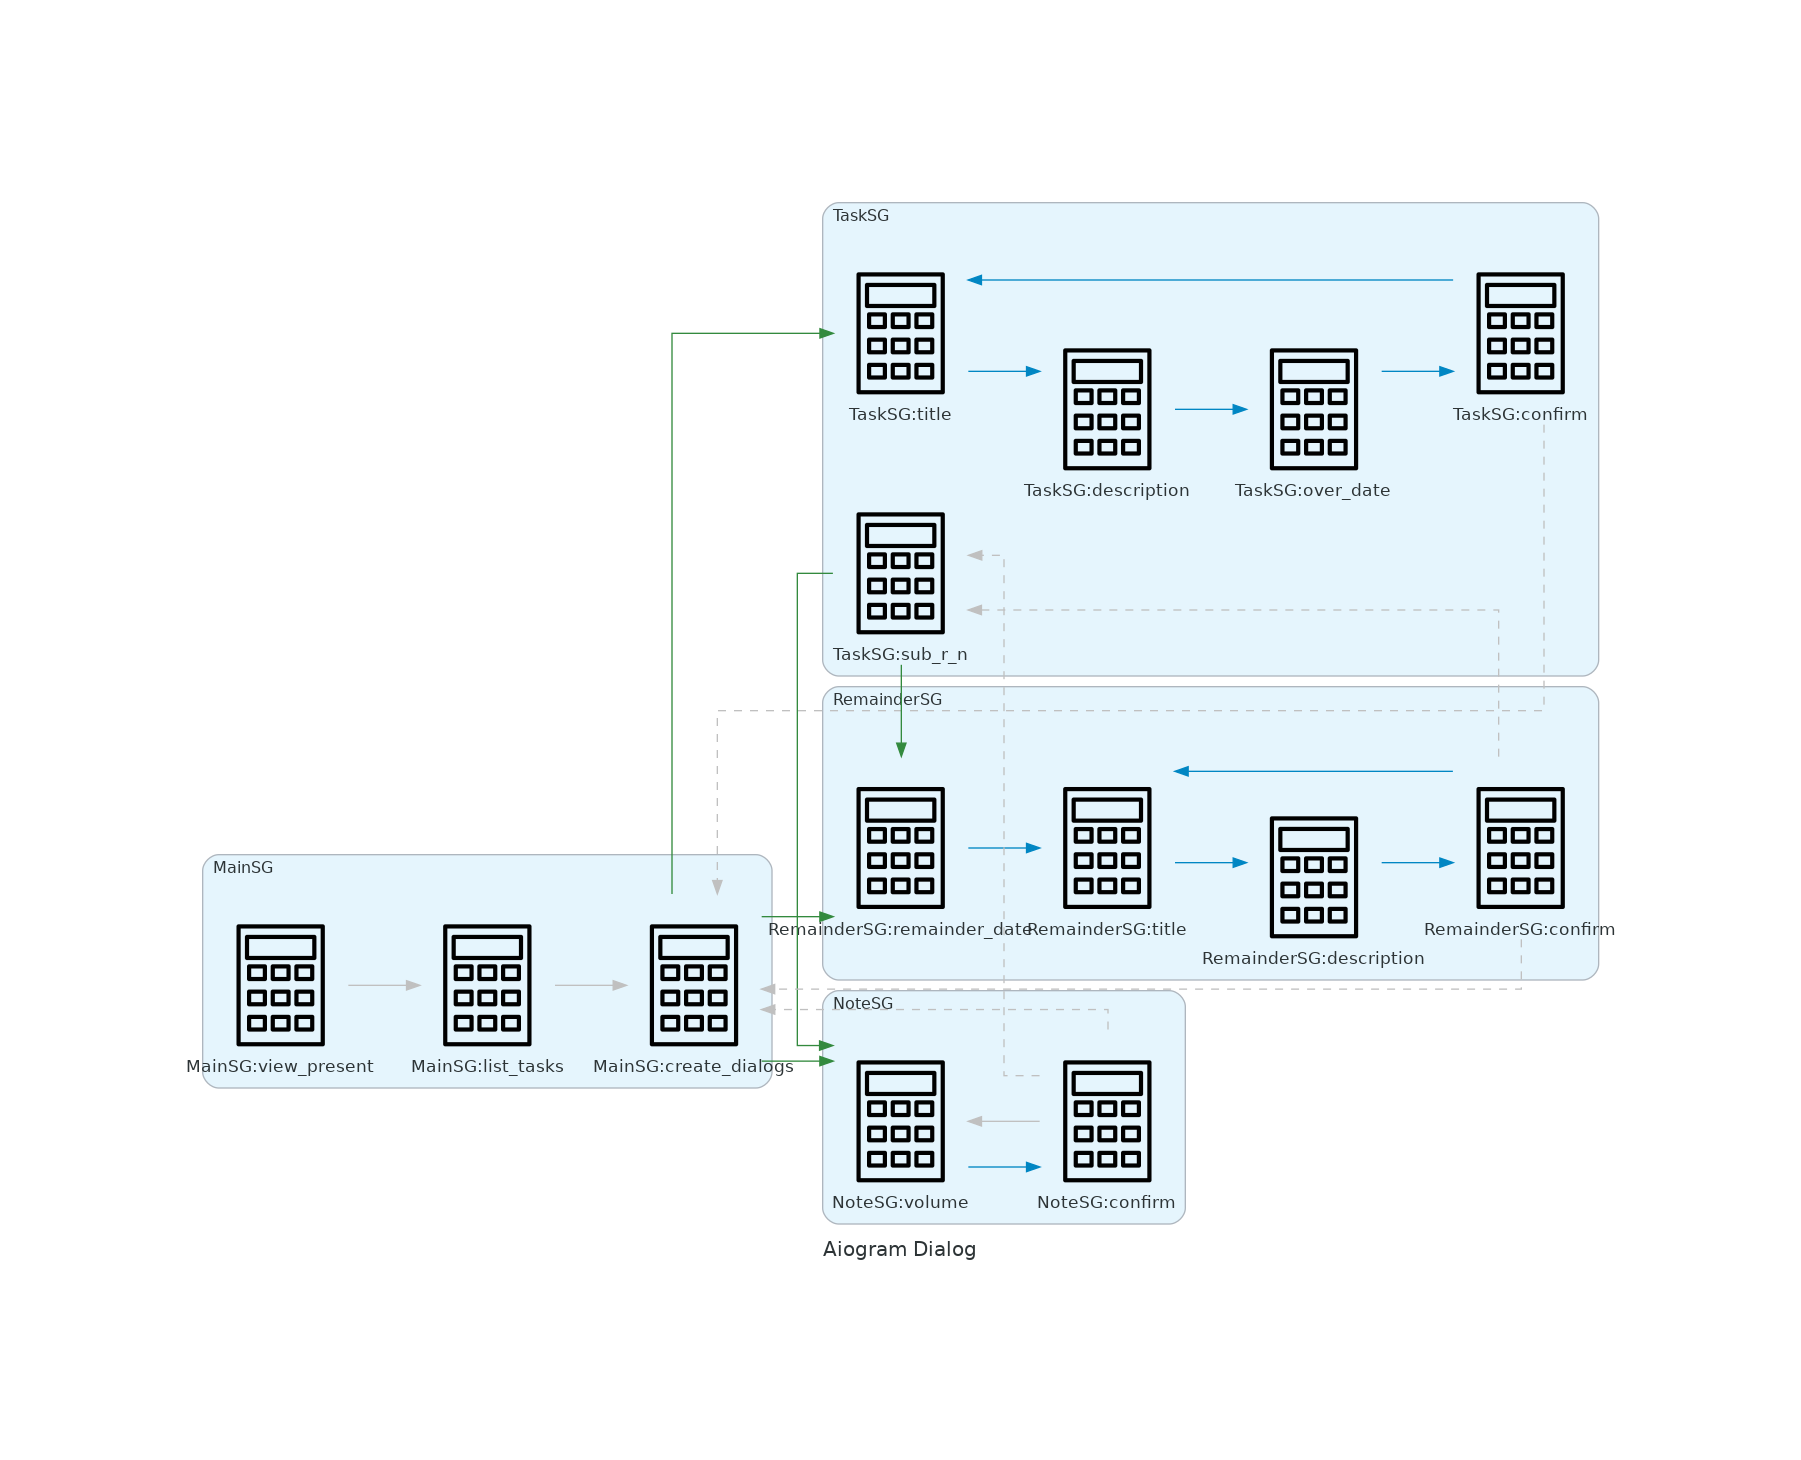 TaskSG
TaskSG:title
TaskSG:confirm
TaskSG:description
TaskSG:over_date
TaskSG:sub_r_n
RemainderSG
RemainderSG:remainder_date
RemainderSG:title
RemainderSG:confirm
RemainderSG:description
MainSG
MainSG:view_present
MainSG:list_tasks
MainSG:create_dialogs
NoteSG
NoteSG:volume
NoteSG:confirm
Aiogram Dialog